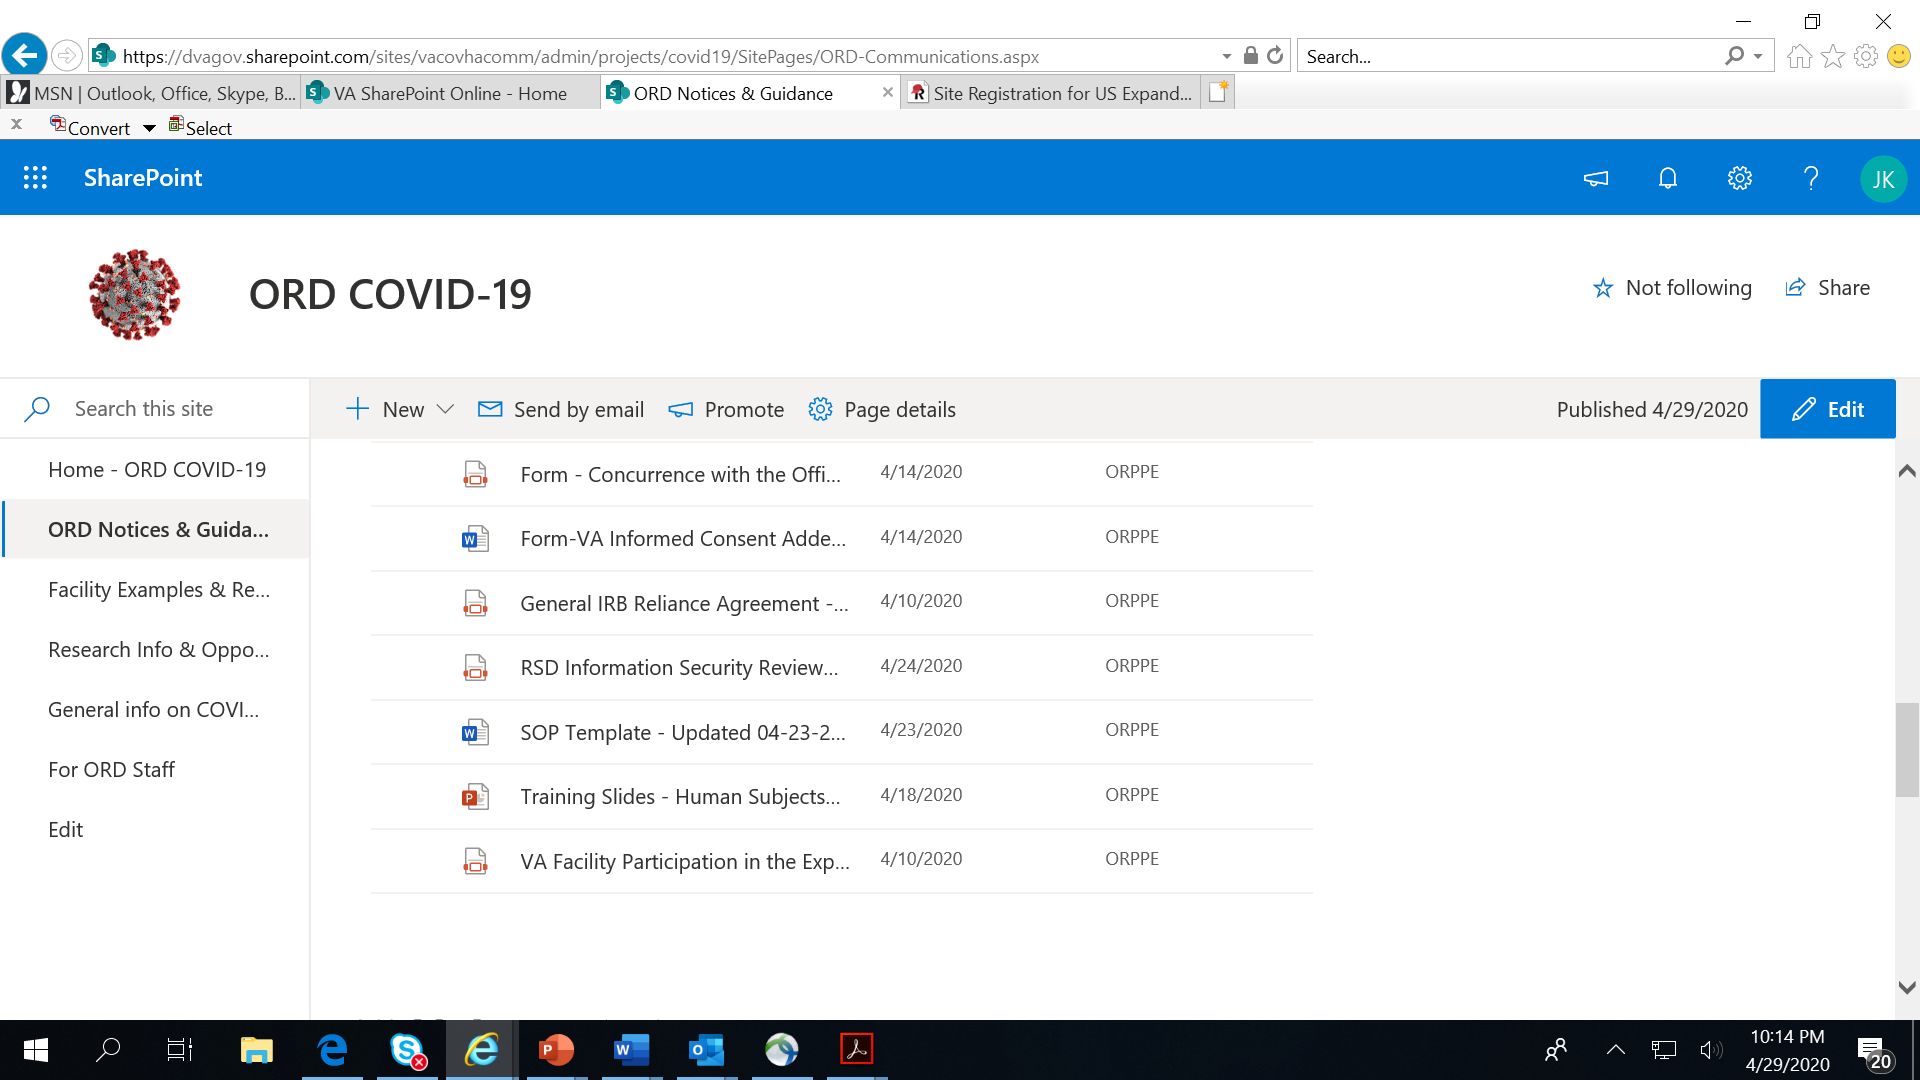 https://dvagov.sharepoint.com/sites/vacovhacomm/admin/projects/covid19/SitePages/ORD-Communications.aspx
Search...
MSN | Outlook, Office, Skype, B...
VA SharePoint Online - Home
ORD Notices & Guidance
Site Registration for US Expand...
Convert
Select
SharePoint
JK
ORD COVID-19
Not following
Share
Search this site
New
Send by email
Promote
Page details
Published 4/29/2020
Edit
Home - ORD COVID-19
ORD Notices & Guida...
Facility Examples & Re...
Research Info & Oppo...
General info on COVI...
For ORD Staff
Edit
Form - Concurrence with the Offi... 4/14/2020 ORPPE
Form-VA Informed Consent Adde... 4/14/2020 ORPPE
General IRB Reliance Agreement -... 4/10/2020 ORPPE
RSD Information Security Review... 4/24/2020 ORPPE
SOP Template - Updated 04-23-2... 4/23/2020 ORPPE
Training Slides - Human Subjects... 4/18/2020 ORPPE
VA Facility Participation in the Exp... 4/10/2020 ORPPE
10:14 PM
4/29/2020
20